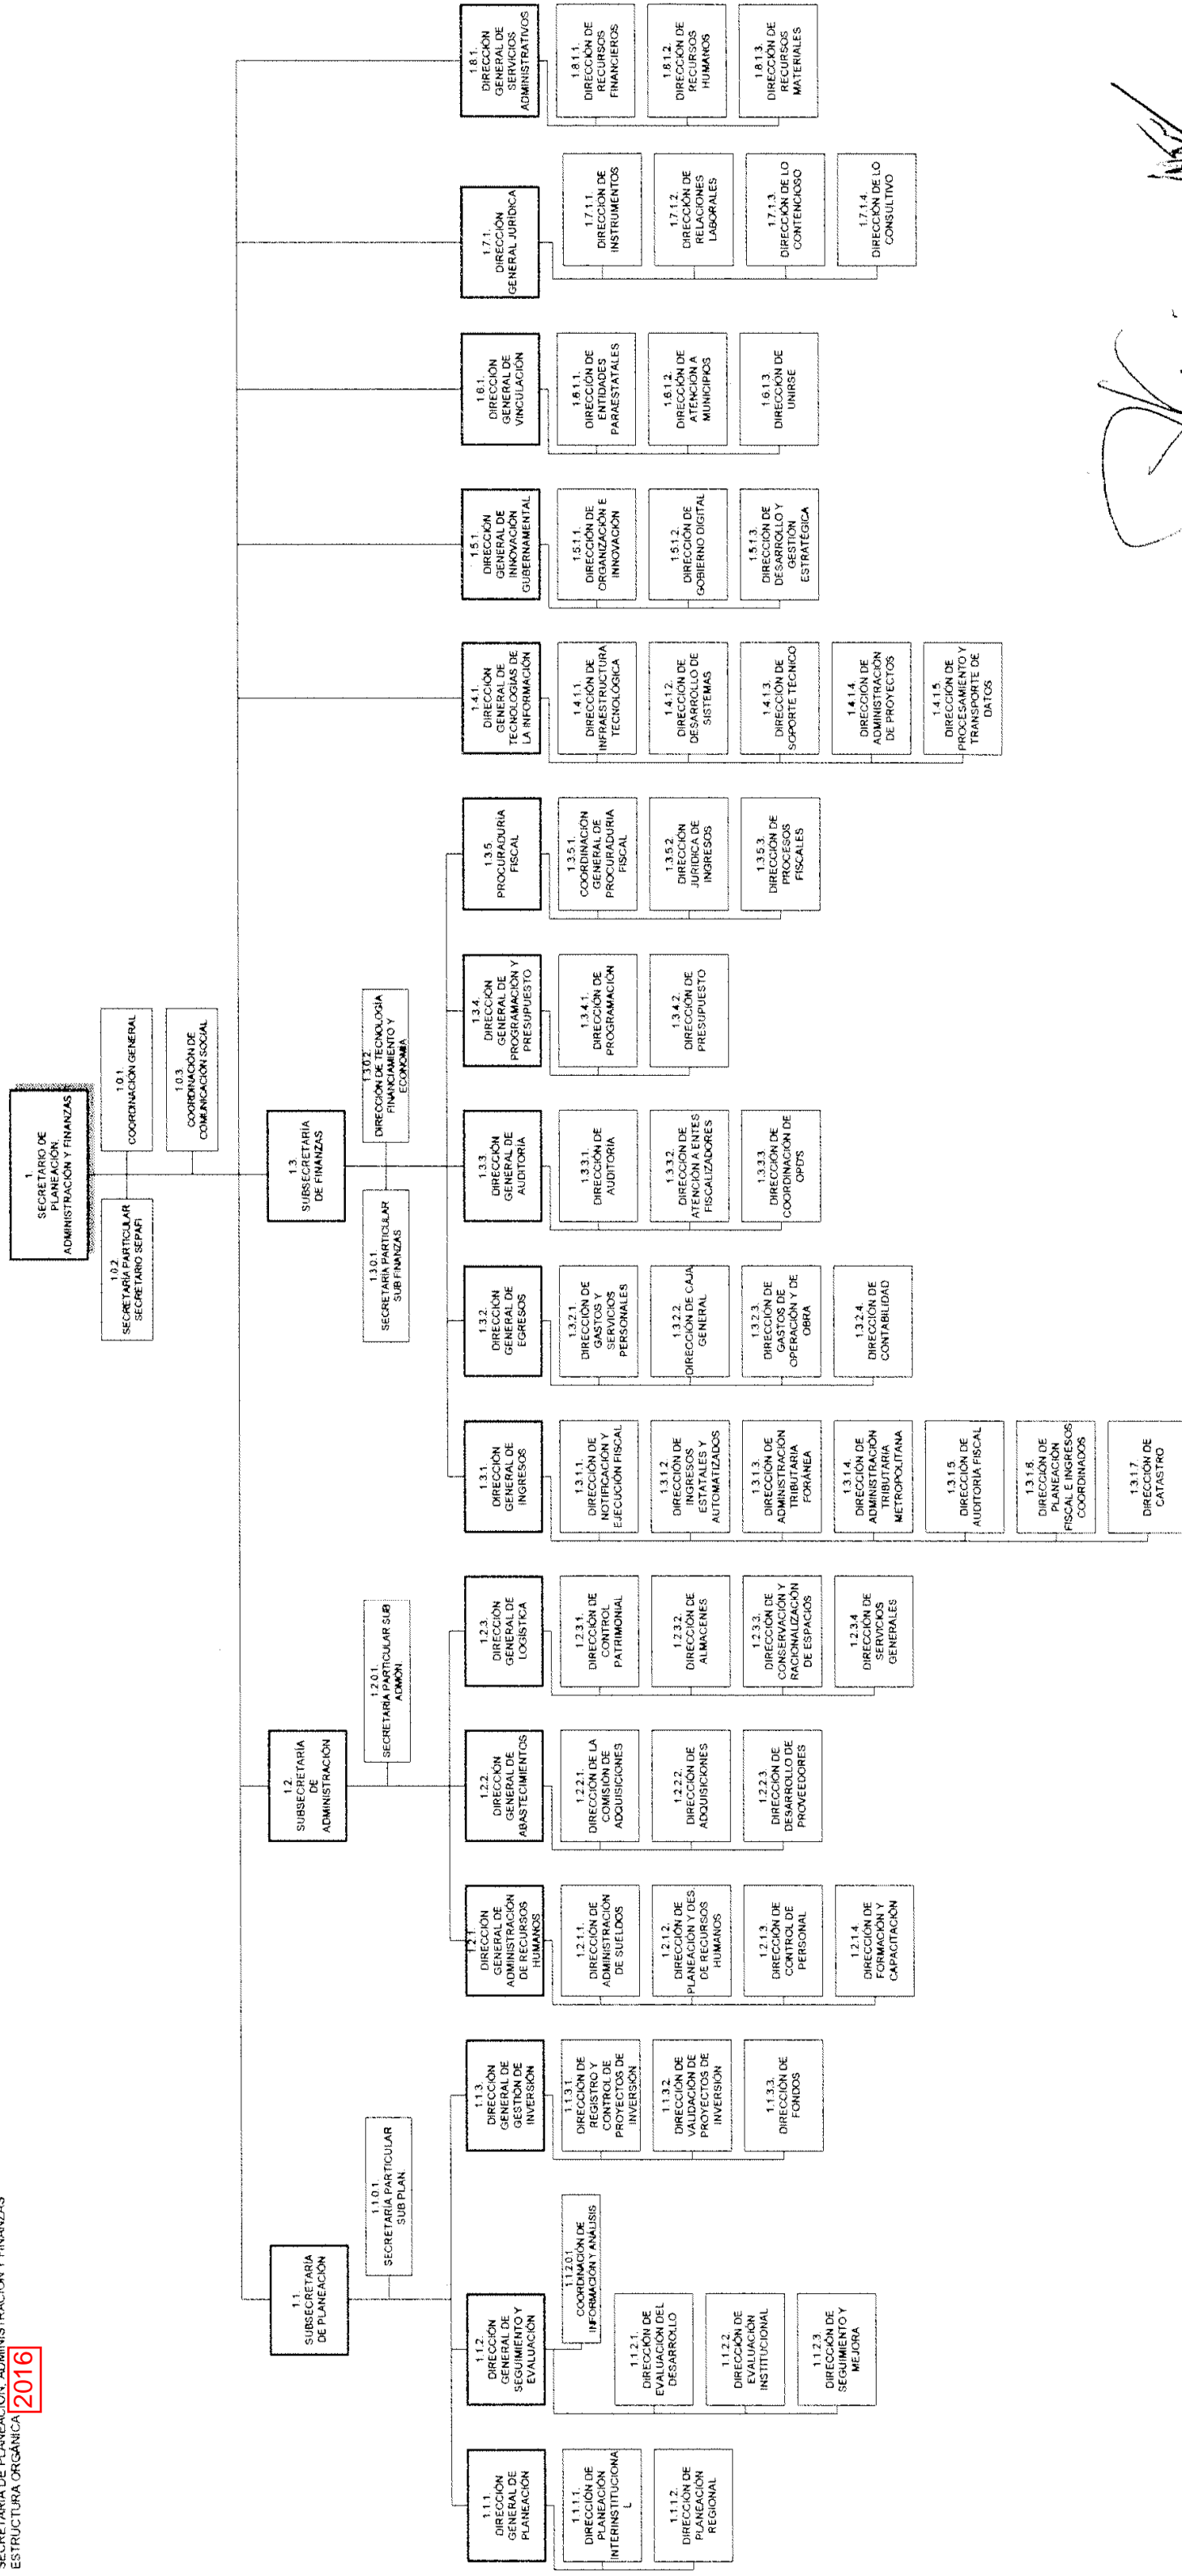 SECRETARÍA DE PLANEACIÓN, ADMINISTRACIÓN Y FINANZAS
ESTRUCTURA ORGÁNICA 2016
1.
SECRETARIO DE
PLANEACIÓN,
ADMINISTRACIÓN Y FINANZAS
1.0.2.
SECRETARÍA PARTICULAR
SECRETARIO SEPAFI
1.0.1.
COORDINACIÓN GENERAL
1.0.3.
COORDINACIÓN DE
COMUNICACIÓN SOCIAL
1.1.
SUBSECRETARÍA
DE PLANEACIÓN
1.1.0.1.
SECRETARÍA PARTICULAR
SUB PLAN.
1.1.1.
DIRECCIÓN
GENERAL DE
PLANEACIÓN
1.1.1.1.
DIRECCIÓN DE
PLANEACIÓN
INTERINSTITUCIONA
L
1.1.1.2.
DIRECCIÓN DE
PLANEACIÓN
REGIONAL
1.1.2.
DIRECCIÓN
GENERAL DE
SEGUIMIENTO Y
EVALUACIÓN
1.1.2.0.1
COORDINACIÓN DE
INFORMACIÓN Y ANÁLISIS
1.1.2.1.
DIRECCIÓN DE
EVALUACIÓN DEL
DESARROLLO
1.1.2.2.
DIRECCIÓN DE
EVALUACIÓN
INSTITUCIONAL
1.1.2.3.
DIRECCIÓN DE
SEGUIMIENTO Y
MEJORA
1.1.3.
DIRECCIÓN
GENERAL DE
GESTIÓN DE
INVERSIÓN
1.1.3.1.
DIRECCIÓN DE
REGISTRO Y
CONTROL DE
PROYECTOS DE
INVERSIÓN
1.1.3.2.
DIRECCIÓN DE
VALIDACIÓN DE
PROYECTOS DE
INVERSIÓN
1.1.3.3.
DIRECCIÓN DE
FONDOS
1.2.
SUBSECRETARÍA
DE
ADMINISTRACIÓN
1.2.0.1.
SECRETARÍA PARTICULAR SUB
ADMÓN.
1.2.1.
DIRECCIÓN
GENERAL DE
ADMINISTRACIÓN
DE RECURSOS
HUMANOS
1.2.1.1.
DIRECCIÓN DE
ADMINISTRACIÓN
DE SUELDOS
1.2.1.2.
DIRECCIÓN DE
PLANEACIÓN Y DES.
DE RECURSOS
HUMANOS
1.2.1.3.
DIRECCIÓN DE
CONTROL DE
PERSONAL
1.2.1.4.
DIRECCIÓN DE
FORMACIÓN Y
CAPACITACIÓN
1.2.2.
DIRECCIÓN
GENERAL DE
ABASTECIMIENTOS
1.2.2.1.
DIRECCIÓN DE LA
COMISIÓN DE
ADQUISICIONES
1.2.2.2.
DIRECCIÓN DE
ADQUISICIONES
1.2.2.3.
DIRECCIÓN DE
DESARROLLO DE
PROVEEDORES
1.2.3.
DIRECCIÓN
GENERAL DE
LOGÍSTICA
1.2.3.1.
DIRECCIÓN DE
CONTROL
PATRIMONIAL
1.2.3.2.
DIRECCIÓN DE
ALMACENES
1.2.3.3.
DIRECCIÓN DE
CONSERVACIÓN Y
RACIONALIZACIÓN
DE ESPACIOS
1.2.3.4.
DIRECCIÓN DE
SERVICIOS
GENERALES
1.3.
SUBSECRETARÍA
DE FINANZAS
1.3.0.1.
SECRETARÍA PARTICULAR
SUB FINANZAS
1.3.0.2.
DIRECCIÓN DE TECNOLOGÍA
FINANCIAMIENTO Y
ECONOMÍA
1.3.1.
DIRECCIÓN
GENERAL DE
INGRESOS
1.3.1.1.
DIRECCIÓN DE
NOTIFICACIÓN Y
EJECUCIÓN FISCAL
1.3.1.2.
DIRECCIÓN DE
INGRESOS
ESTATALES Y
AUTOMATIZADOS
1.3.1.3.
DIRECCIÓN DE
ADMINISTRACIÓN
TRIBUTARIA
FORÁNEA
1.3.1.4.
DIRECCIÓN DE
ADMINISTRACIÓN
TRIBUTARIA
METROPOLITANA
1.3.1.5.
DIRECCIÓN DE
AUDITORÍA FISCAL
1.3.1.6.
DIRECCIÓN DE
PLANEACIÓN
FISCAL E INGRESOS
COORDINADOS
1.3.1.7.
DIRECCIÓN DE
CATASTRO
1.3.2.
DIRECCIÓN
GENERAL DE
EGRESOS
1.3.2.1.
DIRECCIÓN DE
GASTOS Y
SERVICIOS
PERSONALES
1.3.2.2.
DIRECCIÓN DE CAJA
GENERAL
1.3.2.3.
DIRECCIÓN DE
GASTOS DE
OPERACIÓN Y DE
OBRA
1.3.2.4.
DIRECCIÓN DE
CONTABILIDAD
1.3.3.
DIRECCIÓN
GENERAL DE
AUDITORÍA
1.3.3.1.
DIRECCIÓN DE
AUDITORIA
1.3.3.2.
DIRECCIÓN DE
ATENCIÓN A ENTES
FISCALIZADORES
1.3.3.3.
DIRECCIÓN DE
COORDINACIÓN DE
OPD'S
1.3.4.
DIRECCIÓN
GENERAL DE
PROGRAMACIÓN Y
PRESUPUESTO
1.3.4.1.
DIRECCIÓN DE
PROGRAMACIÓN
1.3.4.2.
DIRECCIÓN DE
PRESUPUESTO
1.3.5
PROCURADURÍA
FISCAL
1.3.5.1.
COORDINACIÓN
GENERAL DE
PROCURADURIA
FISCAL
1.3.5.2.
DIRECCIÓN
JURIDICA DE
INGRESOS
1.3.5.3.
DIRECCIÓN DE
PROCESOS
FISCALES
1.4.1.
DIRECCIÓN
GENERAL DE
TECNOLOGÍAS DE
LA INFORMACIÓN
1.4.1.1.
DIRECCIÓN DE
INFRAESTRUCTURA
TECNOLÓGICA
1.4.1.2.
DIRECCIÓN DE
DESARROLLO DE
SISTEMAS
1.4.1.3.
DIRECCIÓN DE
SOPORTE TÉCNICO
1.4.1.4.
DIRECCIÓN DE
ADMINISTRACIÓN
DE PROYECTOS
1.4.1.5.
DIRECCIÓN DE
PROCESAMIENTO Y
TRANSPORTE DE
DATOS
1.5.1.
DIRECCIÓN
GENERAL DE
INNOVACIÓN
GUBERNAMENTAL
1.5.1.1.
DIRECCIÓN DE
ORGANIZACIÓN E
INNOVACIÓN
1.5.1.2.
DIRECCIÓN DE
GOBIERNO DIGITAL
1.5.1.3.
DIRECCIÓN DE
DESARROLLO Y
GESTIÓN
ESTRATÉGICA
1.6.1.
DIRECCIÓN
GENERAL DE
VINCULACIÓN
1.6.1.1.
DIRECCIÓN DE
ENTIDADES
PARAESTATALES
1.6.1.2.
DIRECCIÓN DE
ATENCION A
MUNICIPIOS
1.6.1.3.
DIRECCIÓN DE
UNIRSE
1.7.1.
DIRECCIÓN
GENERAL JURÍDICA
1.7.1.1.
DIRECCIÓN DE
INSTRUMENTOS
1.7.1.2.
DIRECCIÓN DE
RELACIONES
LABORALES
1.7.1.3.
DIRECCIÓN DE LO
CONTENCIOSO
1.7.1.4.
DIRECCIÓN DE LO
CONSULTIVO
1.8.1.
DIRECCIÓN
GENERAL DE
SERVICIOS
ADMINISTRATIVOS
1.8.1.1.
DIRECCIÓN DE
RECURSOS
FINANCIEROS
1.8.1.2.
DIRECCIÓN DE
RECURSOS
HUMANOS
1.8.1.3.
DIRECCIÓN DE
RECURSOS
MATERIALES